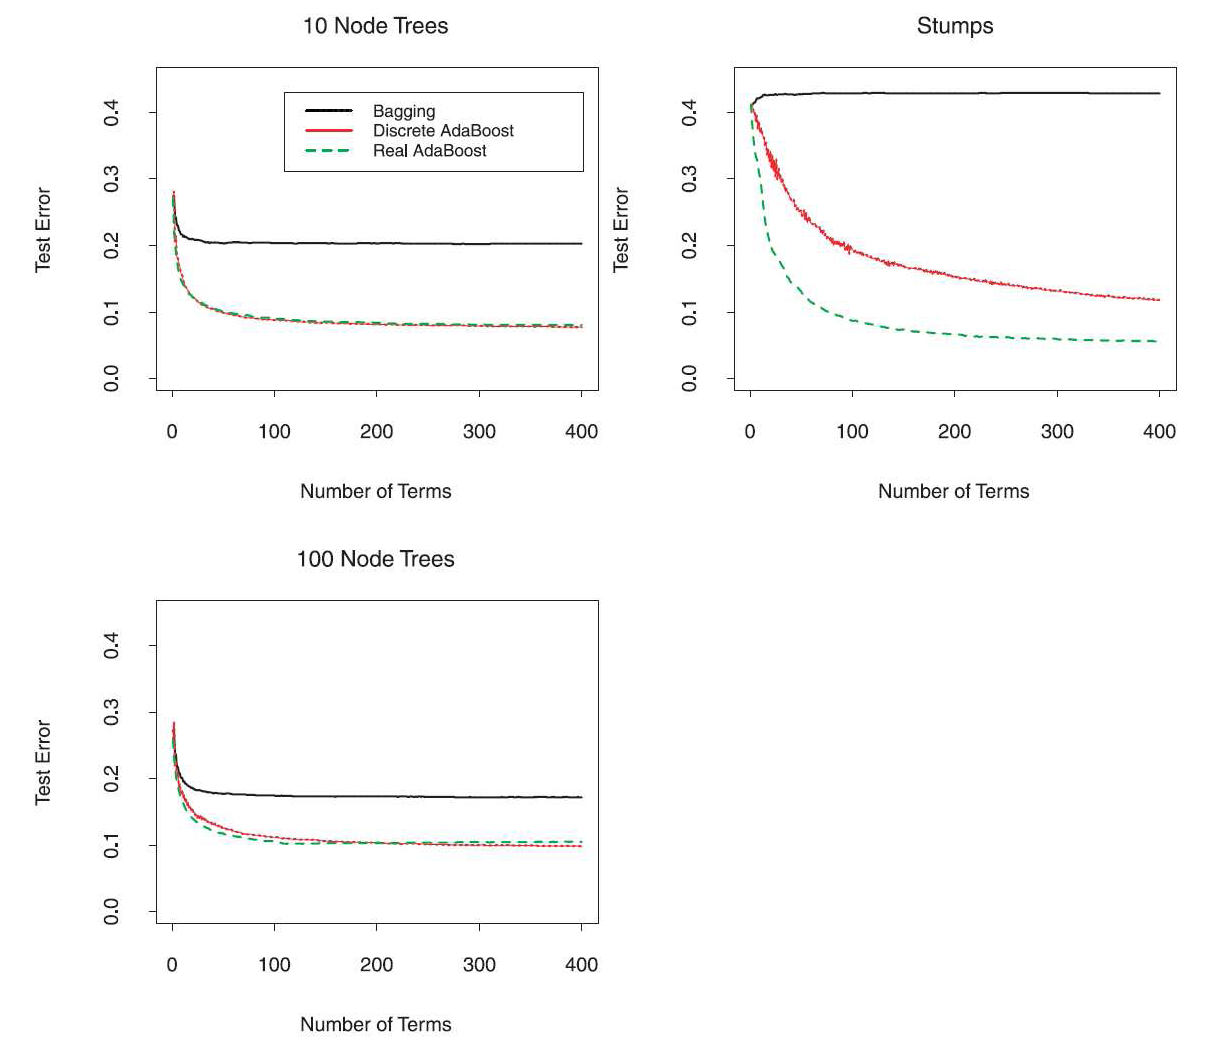 10 Node Trees
Test Error
0.4
0.3
0.2
0.1
0.0
Bagging
Discrete AdaBoost
Real AdaBoost
0 100 200 300 400
Number of Terms
Stumps
Test Error
0.4
0.3
0.2
0.1
0.0
0 100 200 300 400
Number of Terms
100 Node Trees
Test Error
0.4
0.3
0.2
0.1
0.0
0 100 200 300 400
Number of Terms